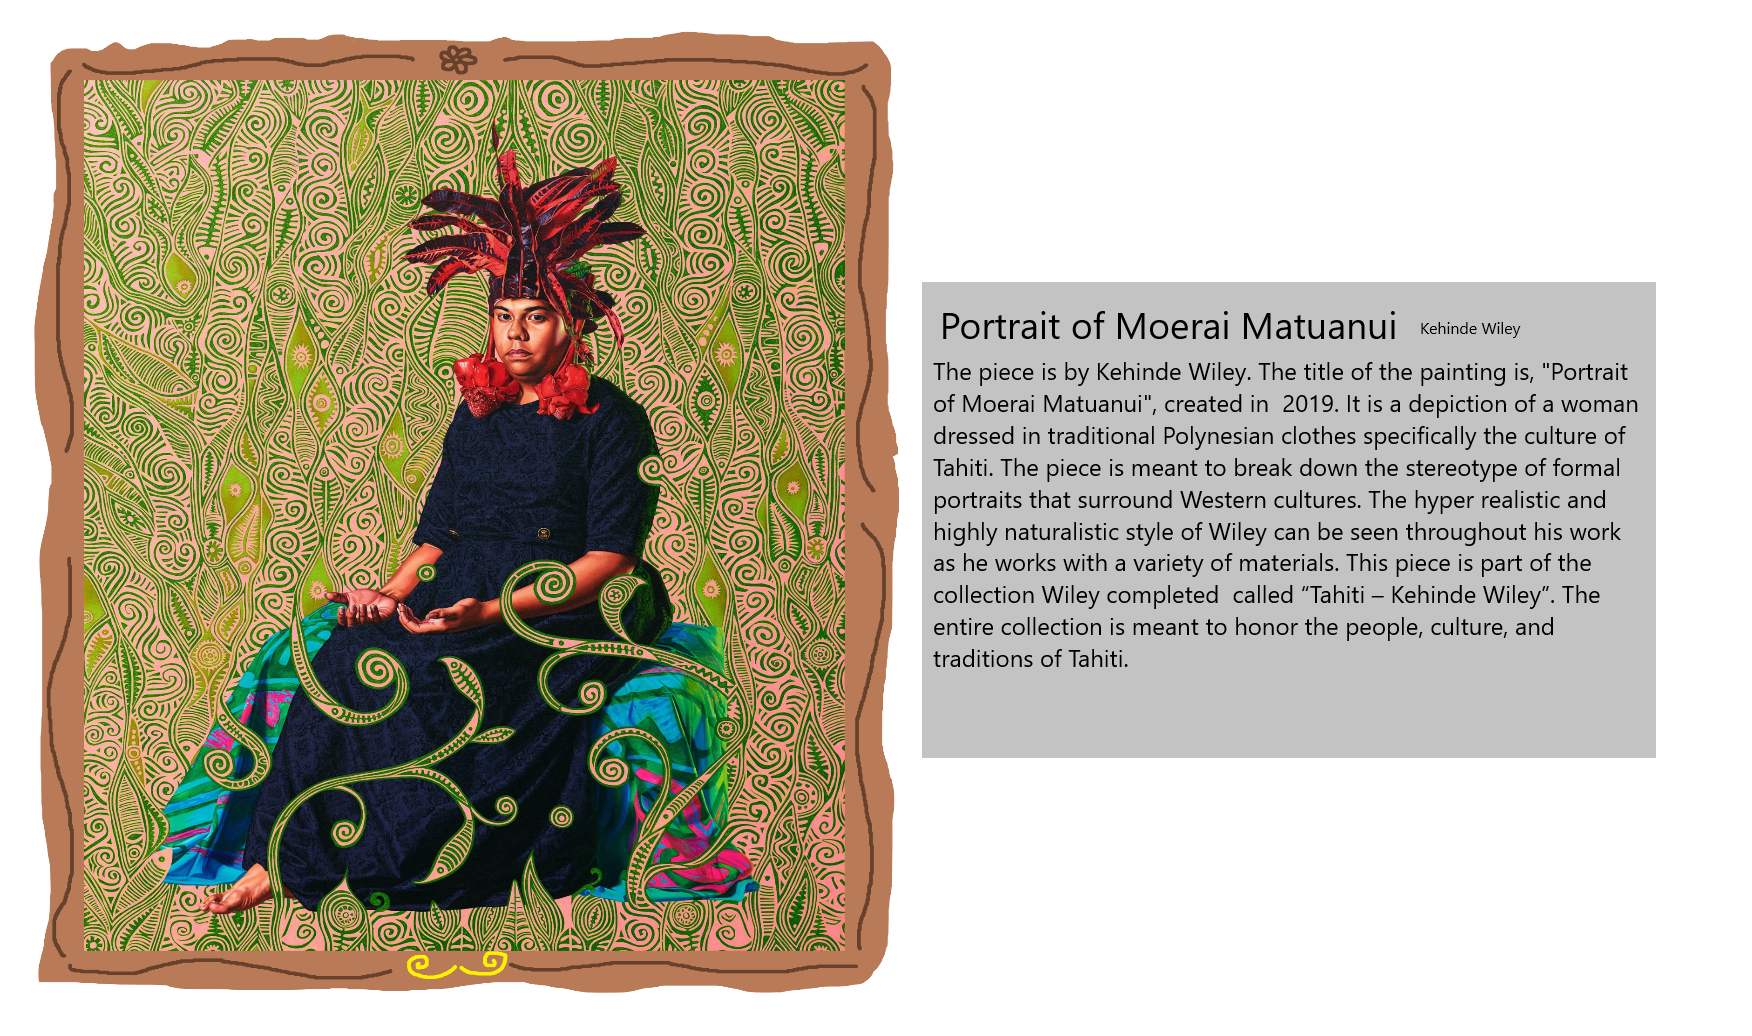 Portrait of Moerai Matuanui Kehinde Wiley
The piece is by Kehinde Wiley. The title of the painting is, "Portrait
of Moerai Matuanui", created in  2019. It is a depiction of a woman
dressed in traditional Polynesian clothes specifically the culture of
Tahiti. The piece is meant to break down the stereotype of formal
portraits that surround Western cultures. The hyper realistic and
highly naturalistic style of Wiley can be seen throughout his work
as he works with a variety of materials. This piece is part of the
collection Wiley completed  called “Tahiti – Kehinde Wiley”. The
entire collection is meant to honor the people, culture, and
traditions of Tahiti.